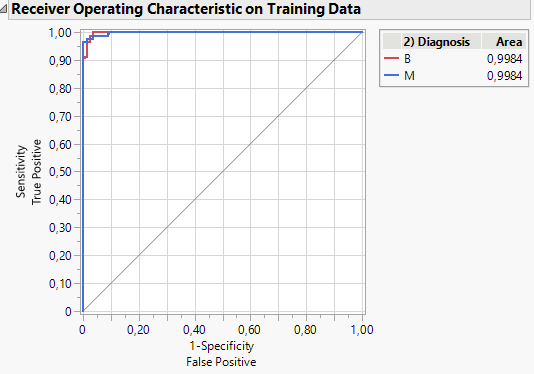 Receiver Operating Characteristic on Training Data
1,00
0,90
0,80
0,70
0,60
0,50
0,40
0,30
0,20
0,10
0
Sensitivity
True Positive
0 0,20 0,40 0,60 0,80 1,00
1-Specificity
False Positive
2) Diagnosis Area
B 0,9984
M 0,9984